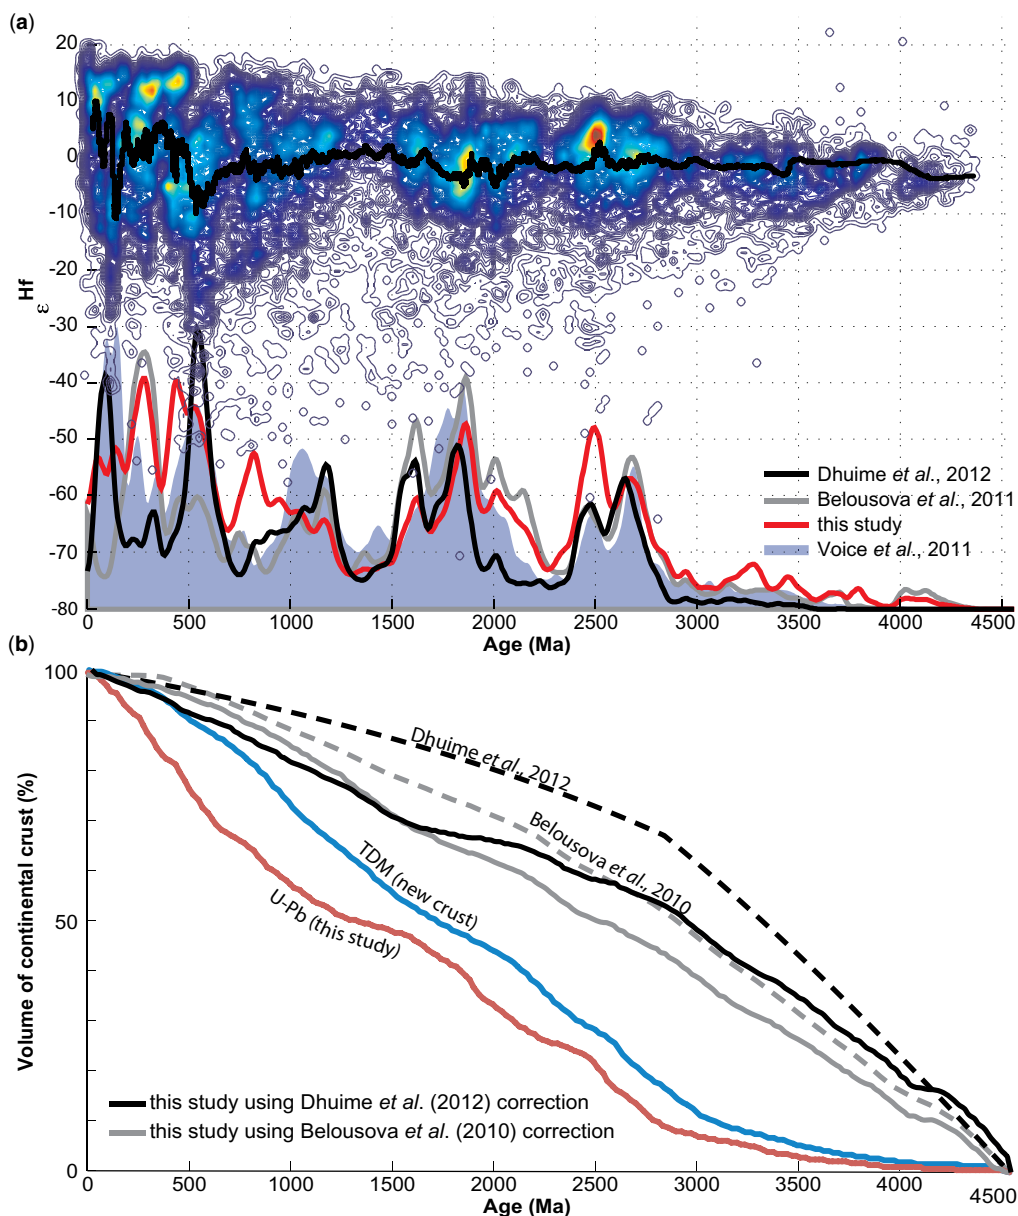 (a)
20
10
0
-10
-20
-30
-40
-50
-60
-70
-80
ε Hf
Dhuime et al., 2012
Belousova et al., 2011
this study
Voice et al., 2011
0 500 1000 1500 2000 2500 3000 3500 4000 4500
Age (Ma)
(b)
100
50
0
Volume of continental crust (%)
Dhuime et al., 2012
Belousova et al., 2010
TDM (new crust)
U-Pb (this study)
this study using Dhuime et al. (2012) correction
this study using Belousova et al. (2010) correction
0 500 1000 1500 2000 2500 3000 3500 4000 4500
Age (Ma)